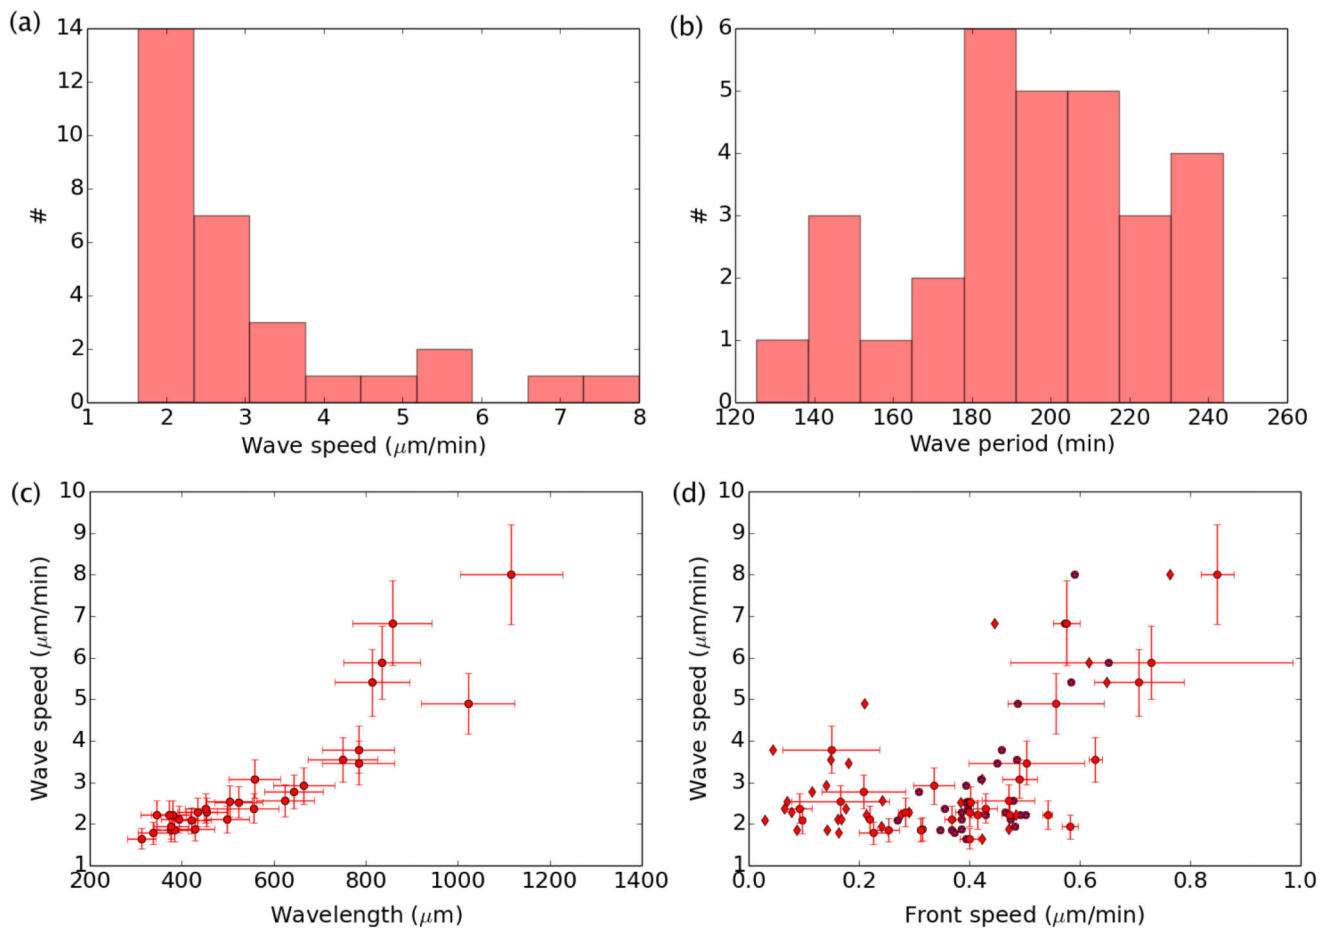 (a)
14
12
10
8
6
4
2
0
#
1 2 3 4 5 6 7 8
Wave speed (μm/min)
(b)
6
5
4
3
2
1
0
#
120 140 160 180 200 220 240 260
Wave period (min)
(c)
10
9
8
7
6
5
4
3
2
1
Wave speed (μm/min)
200 400 600 800 1000 1200 1400
Wavelength (μm)
(d)
10
9
8
7
6
5
4
3
2
1
Wave speed (μm/min)
0.0 0.2 0.4 0.6 0.8 1.0
Front speed (μm/min)